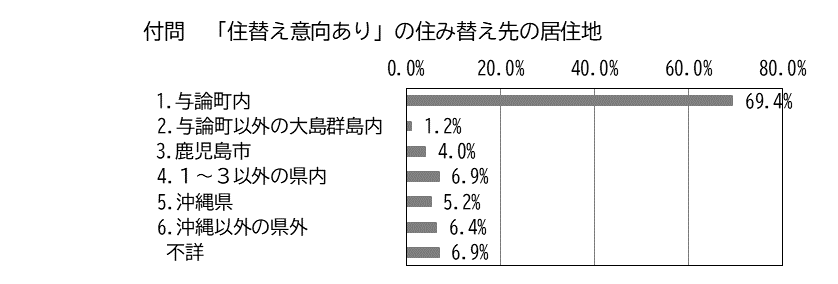 付問　「住替え意向あり」の住み替え先の居住地
0.0% 20.0% 40.0% 60.0% 80.0%
1.与論町内 69.4%
2.与論町以外の大島群島内 1.2%
3.鹿児島市 4.0%
4.１～３以外の県内 6.9%
5.沖縄県 5.2%
6.沖縄以外の県外 6.4%
不詳 6.9%